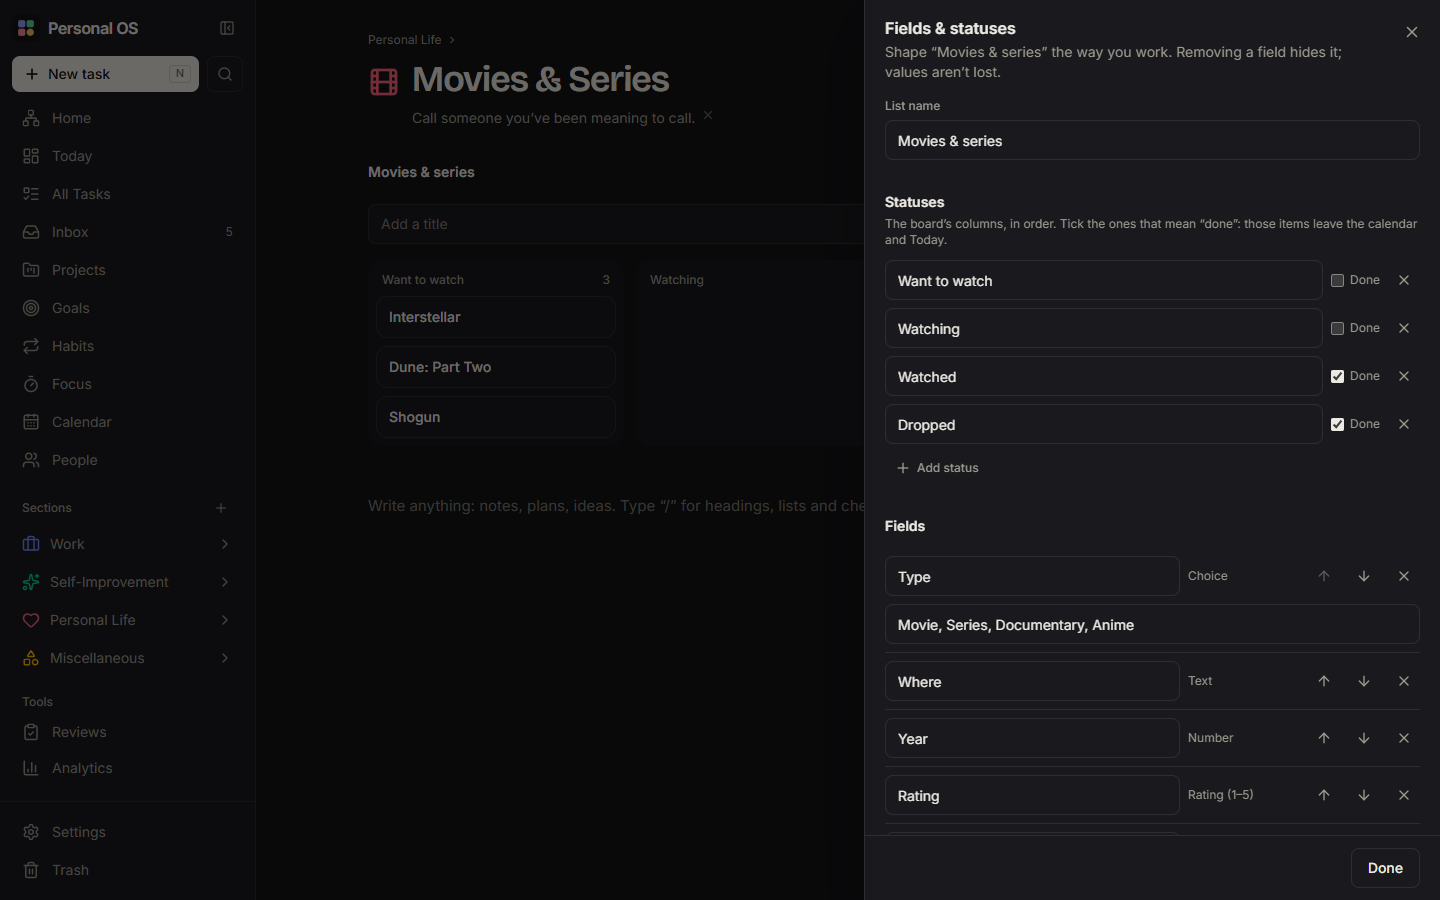 Personal OS
New task
N
Home
Today
All Tasks
Inbox 5
Projects
Goals
Habits
Focus
Calendar
People
Sections
Work
Self-Improvement
Personal Life
Miscellaneous
Tools
Reviews
Analytics
Settings
Trash
Personal Life
Movies & Series
Call someone you’ve been meaning to call.
Movies & series
Add a title
Want to watch 3
Interstellar
Dune: Part Two
Shogun
Watching
Write anything: notes, plans, ideas. Type “/” for headings, lists and che
Fields & statuses
Shape “Movies & series” the way you work. Removing a field hides it;
values aren’t lost.
List name
Movies & series
Statuses
The board’s columns, in order. Tick the ones that mean “done”: those items leave the calendar
and Today.
Want to watch Done
Watching Done
Watched Done
Dropped Done
Add status
Fields
Type Choice
Movie, Series, Documentary, Anime
Where Text
Year Number
Rating Rating (1–5)
Done